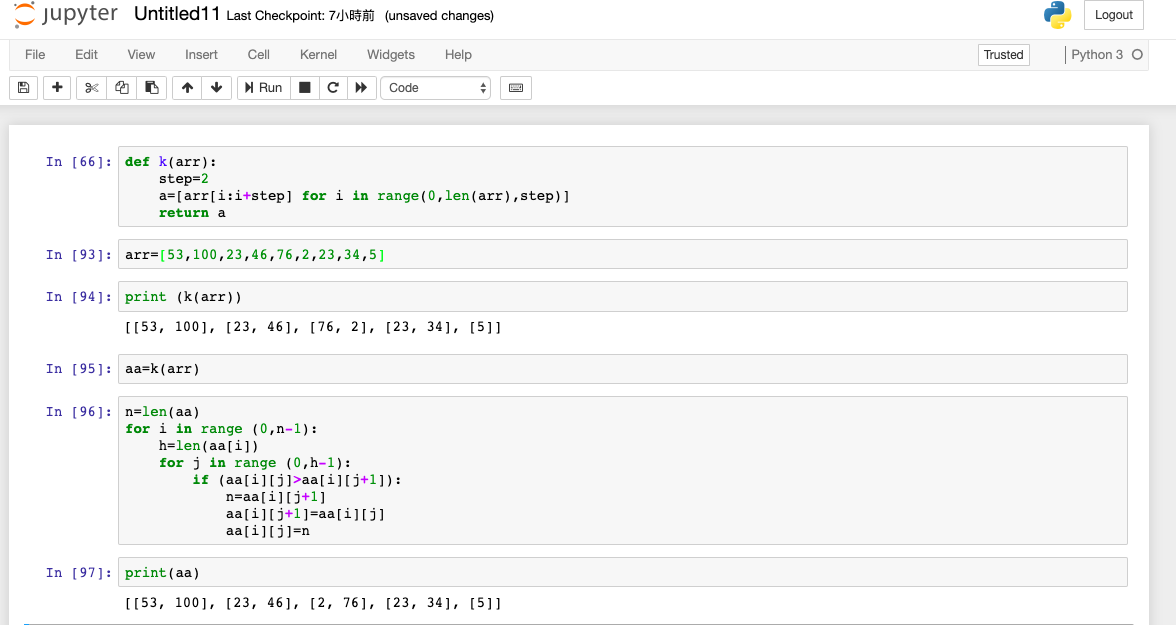 jupyter Untitled11 Last Checkpoint: 7小時前 (unsaved changes) Logout
File Edit View Insert Cell Kernel Widgets Help Trusted Python 3
Run Code
In [66]: def k(arr):
    step=2
    a=[arr[i:i+step] for i in range(0,len(arr),step)]
    return a
In [93]: arr=[53,100,23,46,76,2,23,34,5]
In [94]: print (k(arr))
[[53, 100], [23, 46], [76, 2], [23, 34], [5]]
In [95]: aa=k(arr)
In [96]: n=len(aa)
for i in range (0,n-1):
    h=len(aa[i])
    for j in range (0,h-1):
        if (aa[i][j]>aa[i][j+1]):
            n=aa[i][j+1]
            aa[i][j+1]=aa[i][j]
            aa[i][j]=n
In [97]: print(aa)
[[53, 100], [23, 46], [2, 76], [23, 34], [5]]